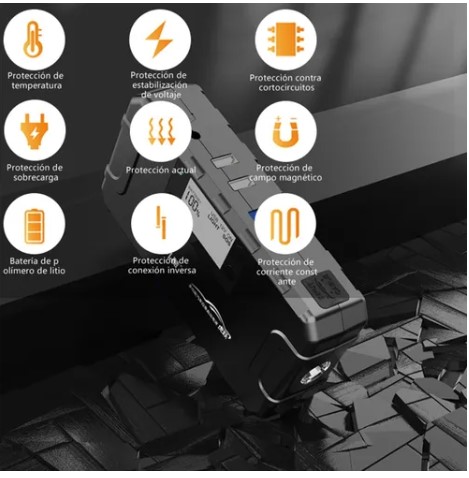 Protección de
temperatura
Protección de
estabilización
de voltaje
Protección contra
cortocircuitos
Protección de
sobrecarga
Protección actual
Protección de
campo magnético
Batería de p
olímero de litio
Protección de
conexión inversa
Protección de
corriente const
ante
100%